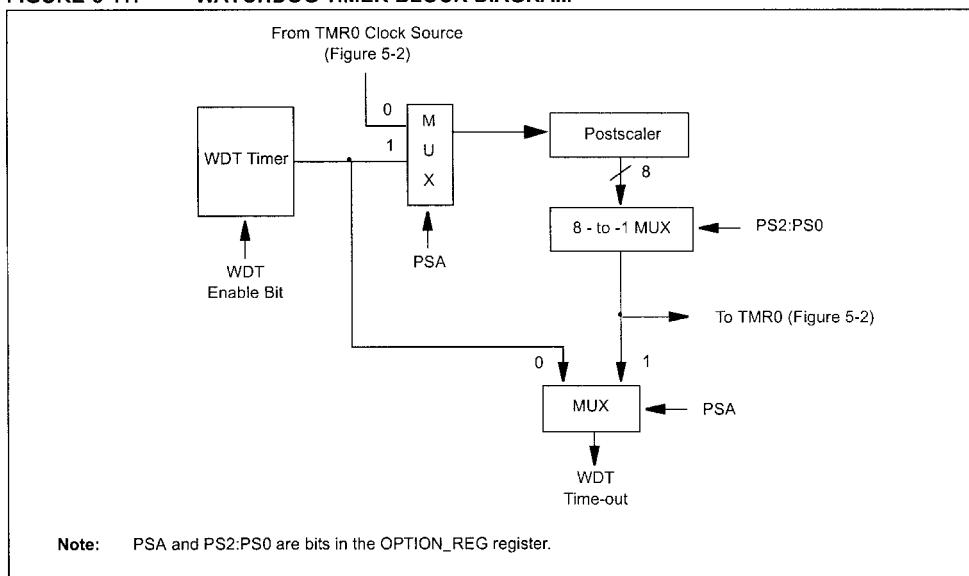 From TMR0 Clock Source
(Figure 5-2)
0
M
U
X
1
WDT Timer
Postscaler
8
8 - to -1 MUX
PS2:PS0
PSA
WDT
Enable Bit
To TMR0 (Figure 5-2)
0
1
MUX
PSA
WDT
Time-out
Note: PSA and PS2:PS0 are bits in the OPTION_REG register.